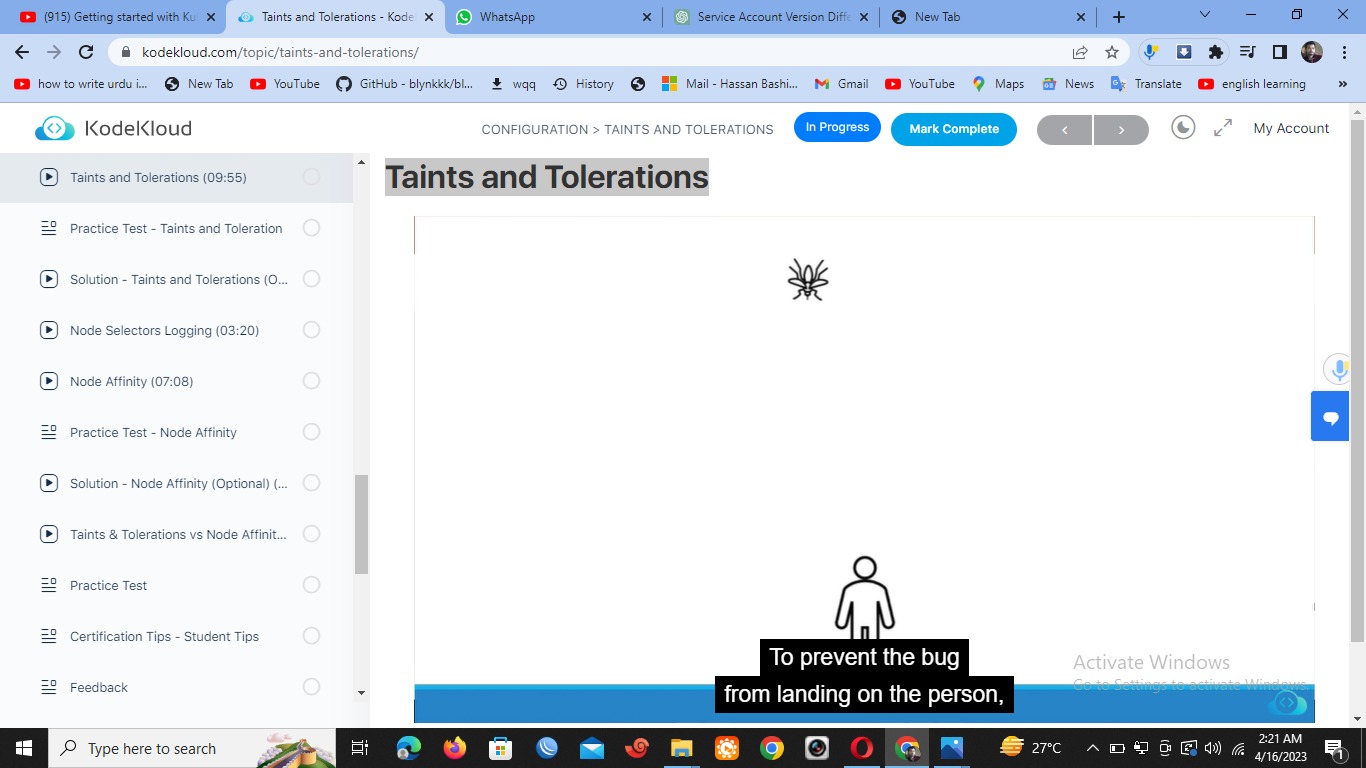 (915) Getting started with Ku
Taints and Tolerations - Kode
WhatsApp
Service Account Version Diffe
New Tab
kodekloud.com/topic/taints-and-tolerations/
how to write urdu i...
New Tab
YouTube
GitHub - blynkkk/bl...
wqq
History
Mail - Hassan Bashi...
Gmail
YouTube
Maps
News
Translate
english learning
»
KodeKloud
CONFIGURATION > TAINTS AND TOLERATIONS
In Progress
Mark Complete
My Account
Taints and Tolerations (09:55)
Practice Test - Taints and Toleration
Solution - Taints and Tolerations (O...
Node Selectors Logging (03:20)
Node Affinity (07:08)
Practice Test - Node Affinity
Solution - Node Affinity (Optional) (...
Taints & Tolerations vs Node Affinit...
Practice Test
Certification Tips - Student Tips
Feedback
Taints and Tolerations
To prevent the bug
from landing on the person,
Activate Windows
Go to Settings to activate Windows.
Type here to search
27°C
2:21 AM
4/16/2023
1